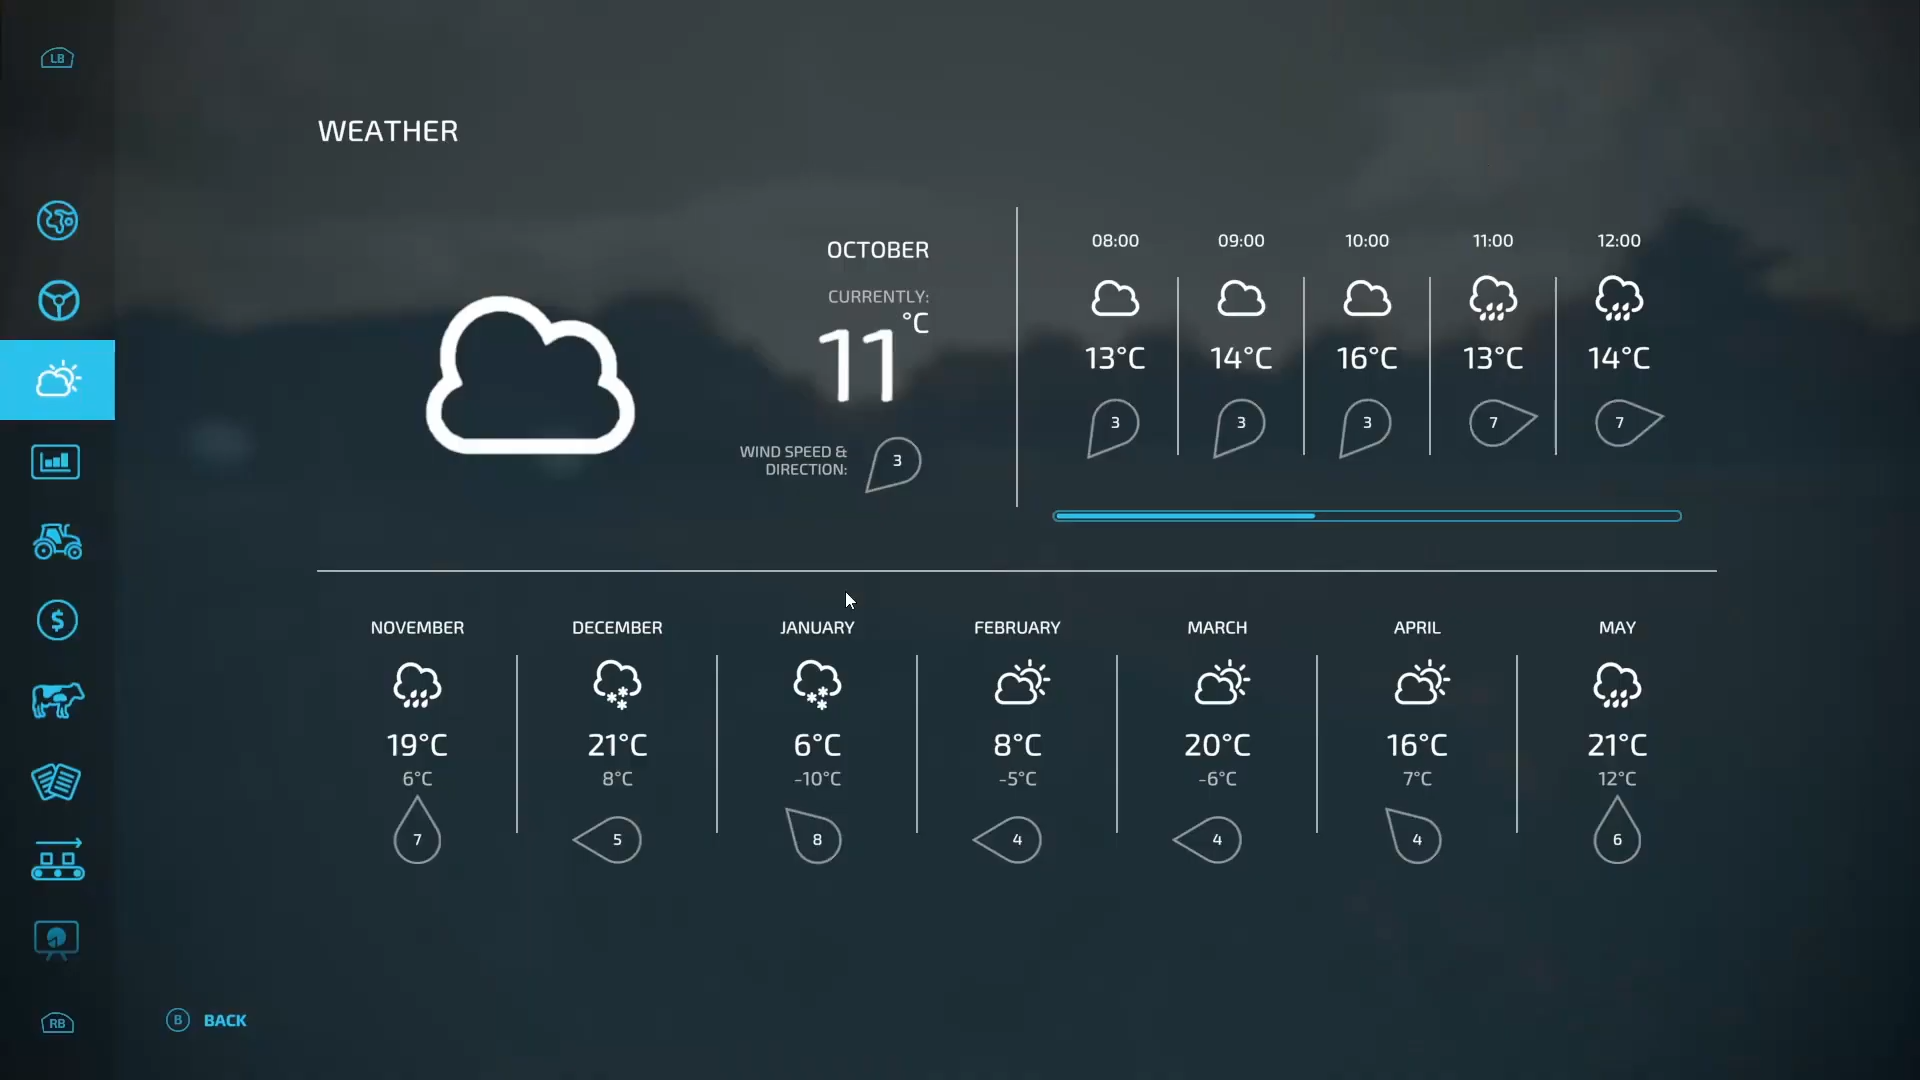 LB
WEATHER
OCTOBER
CURRENTLY:
11 °C
WIND SPEED &
DIRECTION:
3
08:00 09:00 10:00 11:00 12:00
13°C 14°C 16°C 13°C 14°C
3 3 3 7 7
NOVEMBER DECEMBER JANUARY FEBRUARY MARCH APRIL MAY
19°C 21°C 6°C 8°C 20°C 16°C 21°C
6°C 8°C -10°C -5°C -6°C 7°C 12°C
7 5 8 4 4 4 6
$
RB
B BACK